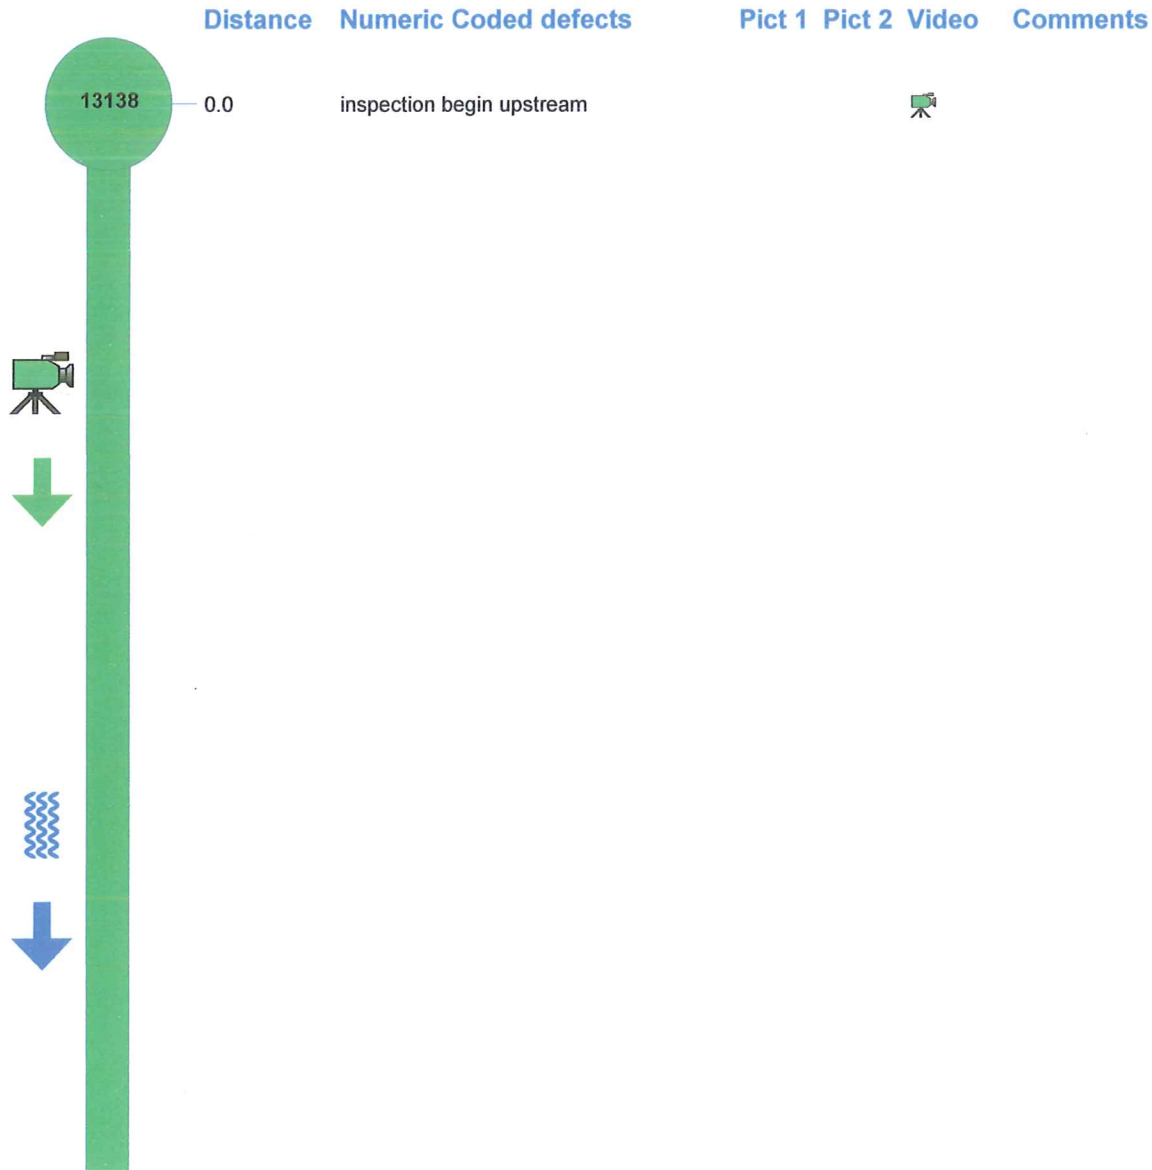 Distance Numeric Coded defects Pict 1 Pict 2 Video Comments
13138 0.0 inspection begin upstream